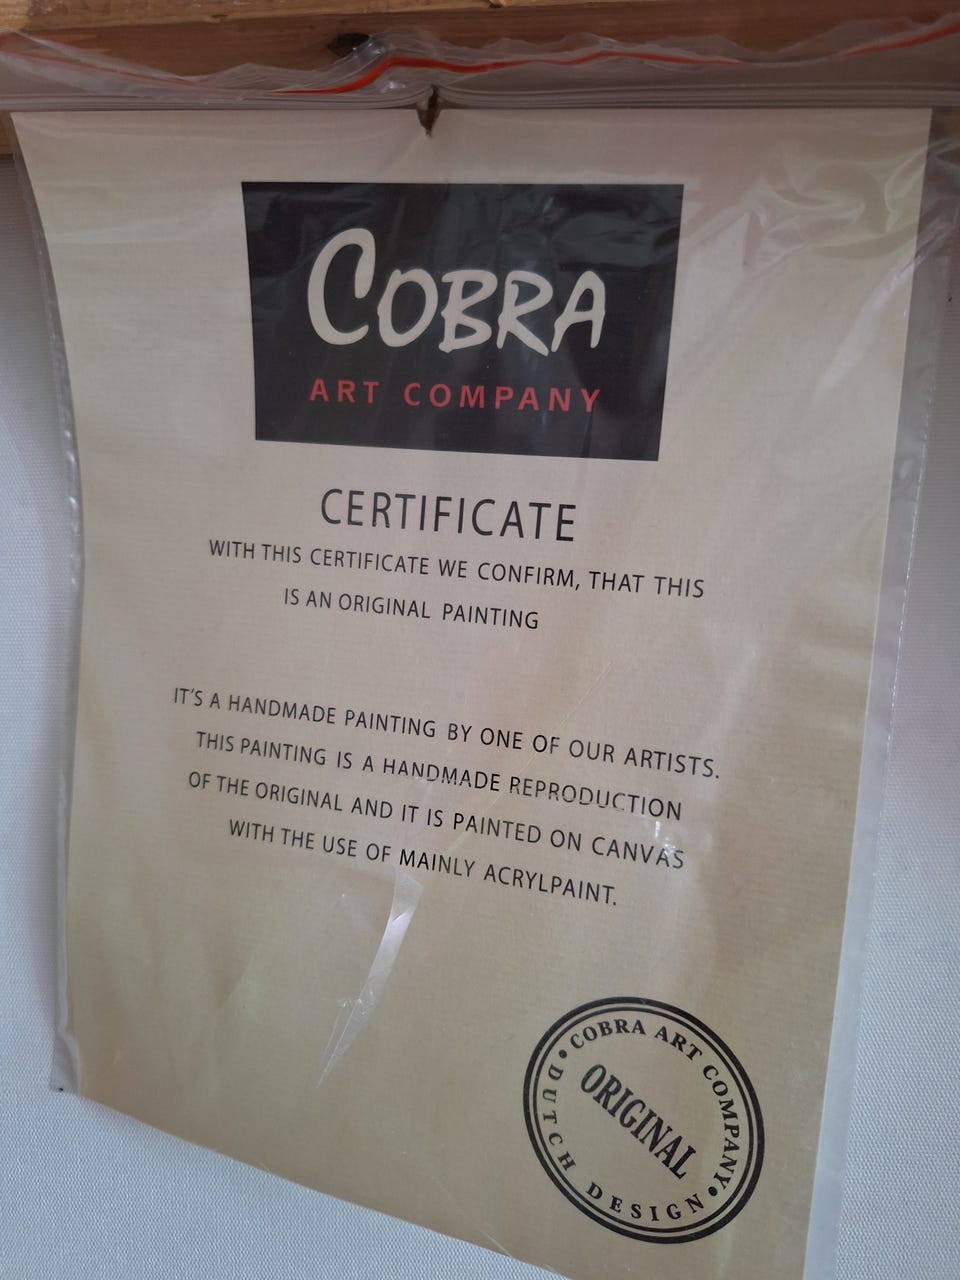 COBRA
ART COMPANY
CERTIFICATE
WITH THIS CERTIFICATE WE CONFIRM, THAT THIS
IS AN ORIGINAL PAINTING
IT'S A HANDMADE PAINTING BY ONE OF OUR ARTISTS.
THIS PAINTING IS A HANDMADE REPRODUCTION
OF THE ORIGINAL AND IT IS PAINTED ON CANVAS
WITH THE USE OF MAINLY ACRYLPAINT.
• COBRA ART COMPANY •
ORIGINAL
DUTCH DESIGN